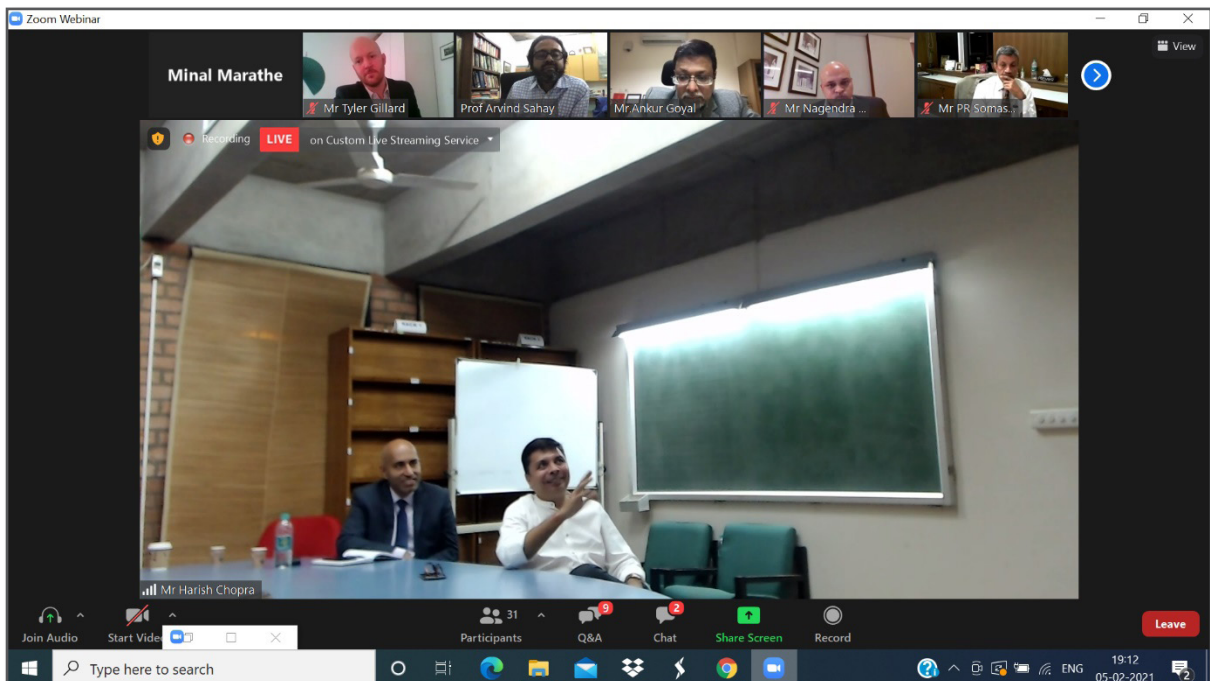 Zoom Webinar
View
Minal Marathe
Mr Tyler Gillard
Prof Arvind Sahay
Mr Ankur Goyal
Mr Nagendra ...
Mr PR Somas...
Recording LIVE on Custom Live Streaming Service
Mr Harish Chopra
31
9
2
Join Audio
Start Vide
Participants
Q&A
Chat
Share Screen
Record
Leave
Type here to search
ENG
19:12
05-02-2021
2